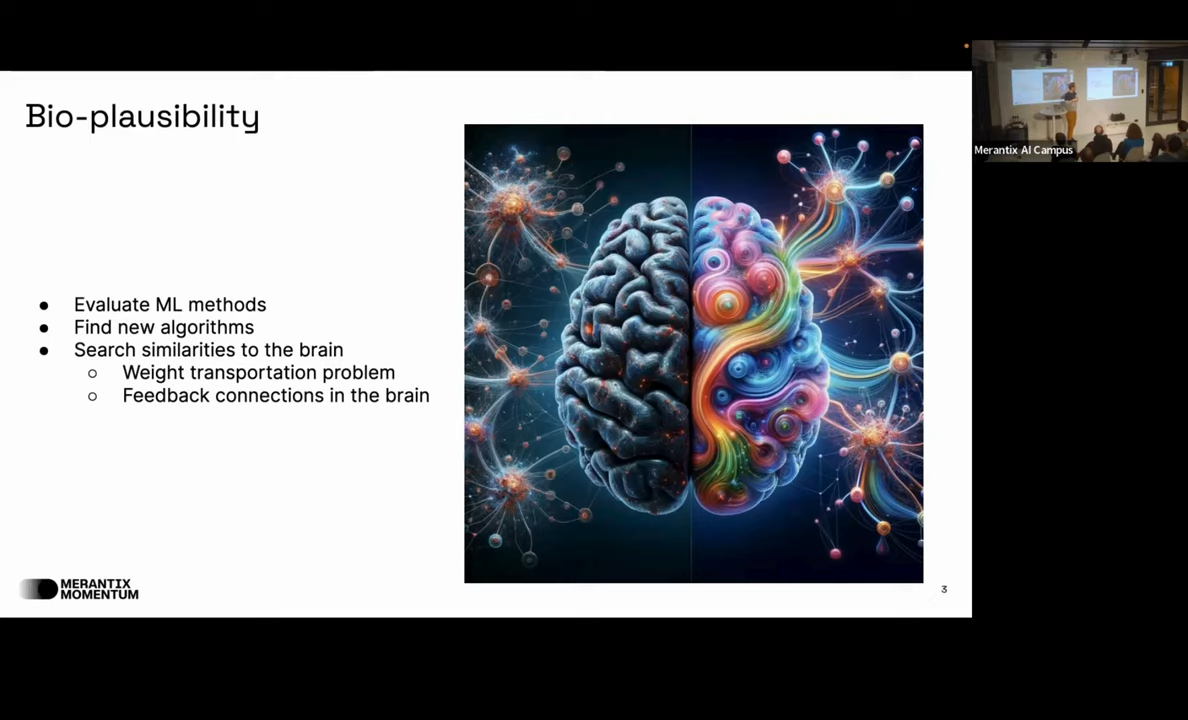 Bio-plausibility
● Evaluate ML methods
● Find new algorithms
● Search similarities to the brain
○ Weight transportation problem
○ Feedback connections in the brain
MERANTIX
MOMENTUM
3
Merantix AI Campus